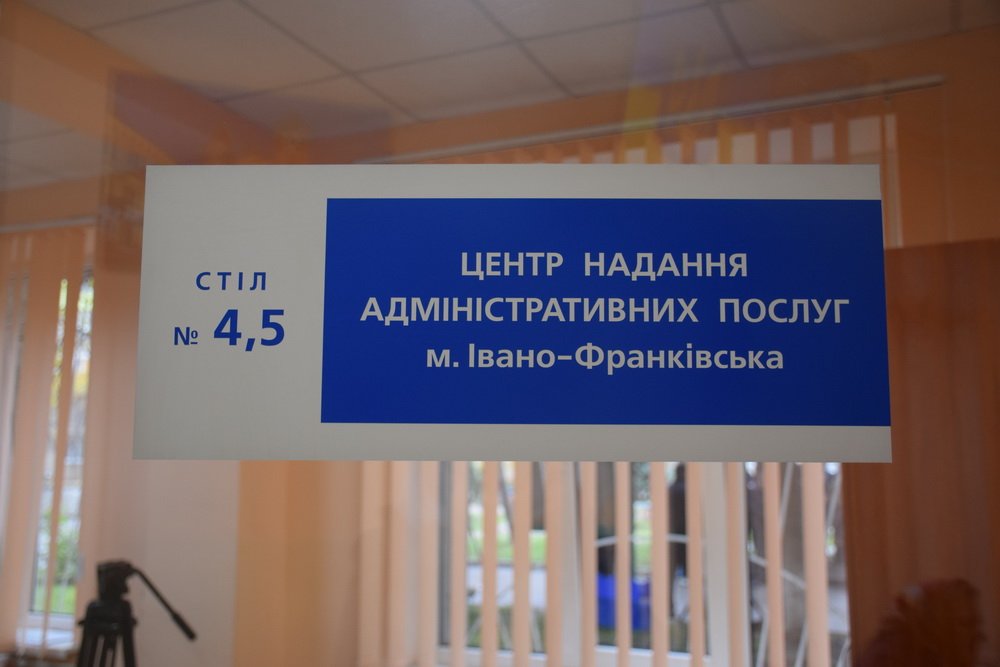 СТІЛ
№ 4,5
ЦЕНТР НАДАННЯ
АДМІНІСТРАТИВНИХ ПОСЛУГ
м. Івано-Франківська